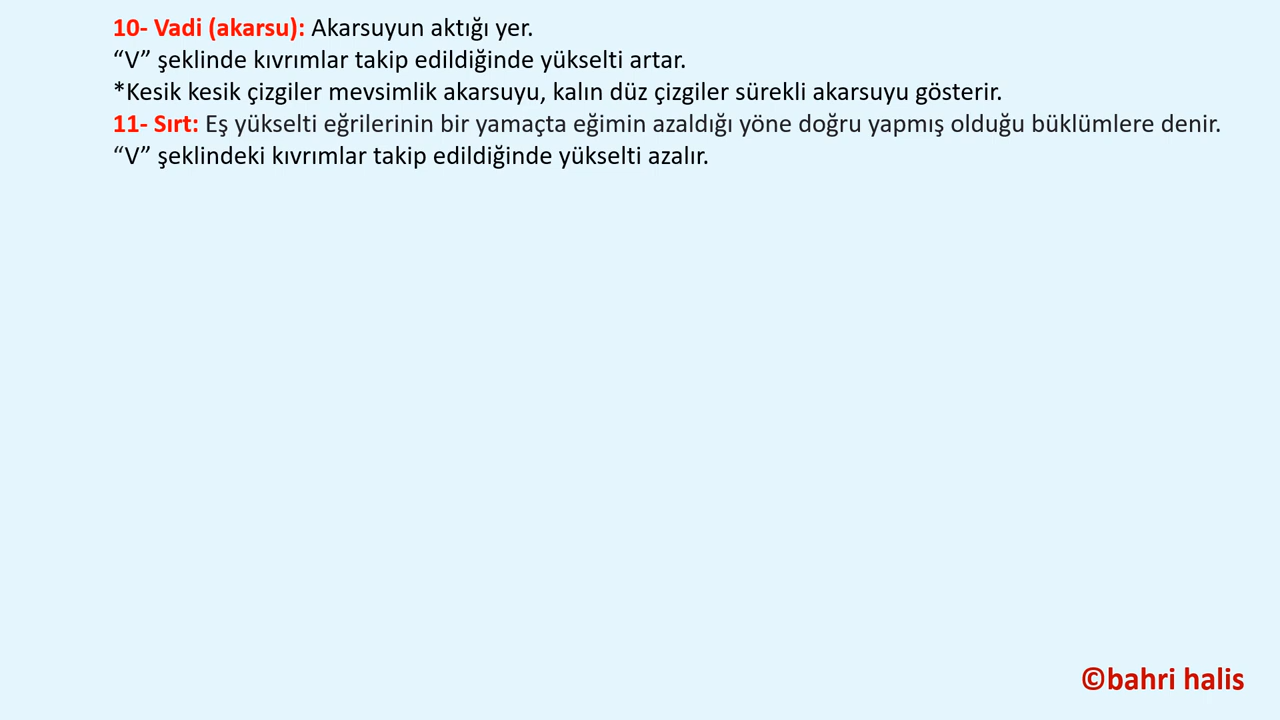 10- Vadi (akarsu): Akarsuyun aktığı yer.
“V” şeklinde kıvrımlar takip edildiğinde yükselti artar.
*Kesik kesik çizgiler mevsimlik akarsuyu, kalın düz çizgiler sürekli akarsuyu gösterir.
11- Sırt: Eş yükselti eğrilerinin bir yamaçta eğimin azaldığı yöne doğru yapmış olduğu büklümlere denir.
“V” şeklindeki kıvrımlar takip edildiğinde yükselti azalır.
©bahri halis